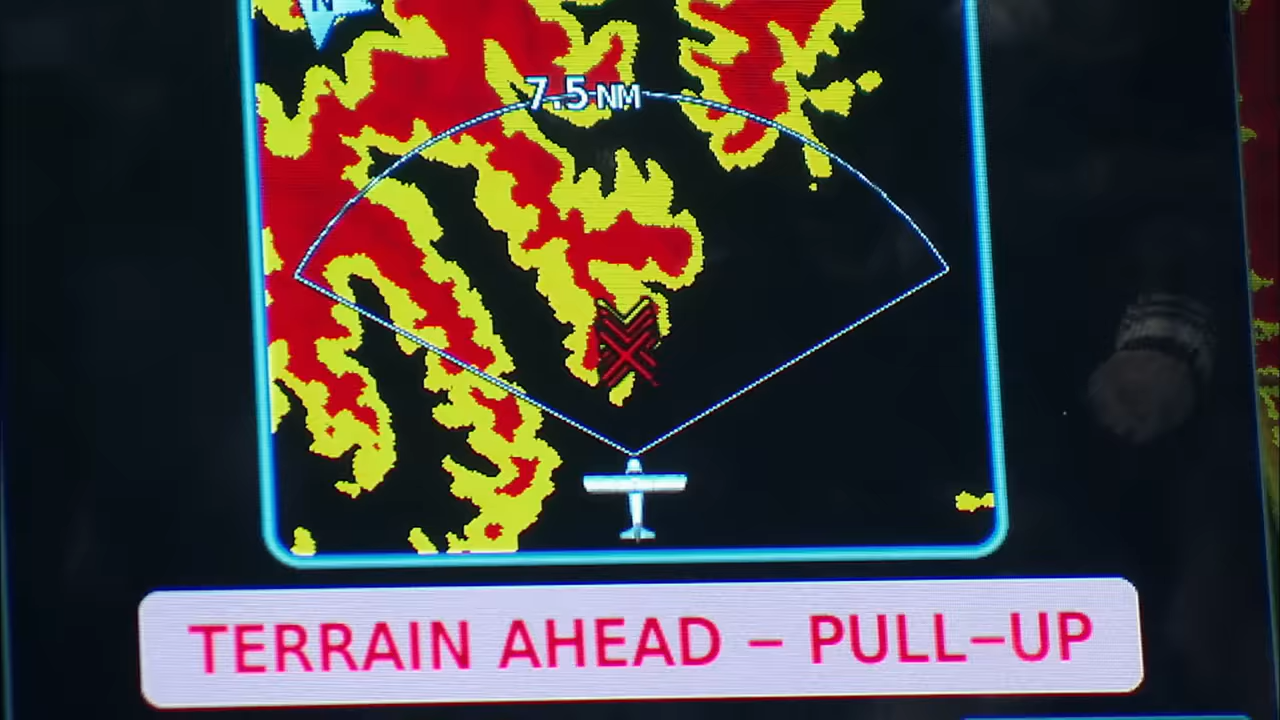 N
7.5 NM
TERRAIN AHEAD – PULL–UP